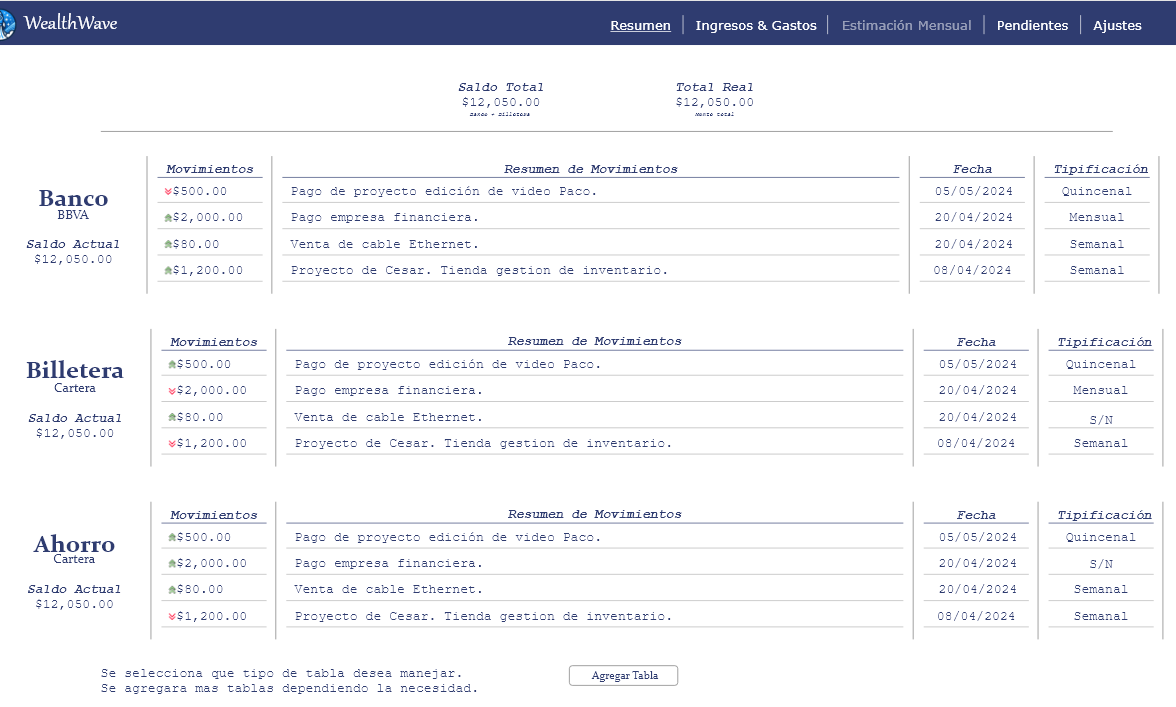 WealthWave
Resumen Ingresos & Gastos Estimación Mensual Pendientes Ajustes
Saldo Total Total Real
$12,050.00 $12,050.00
Banco + Billetera Monto total
Movimientos Resumen de Movimientos Fecha Tipificación
Banco
BBVA
Saldo Actual
$12,050.00
$500.00 Pago de proyecto edición de video Paco. 05/05/2024 Quincenal
$2,000.00 Pago empresa financiera. 20/04/2024 Mensual
$80.00 Venta de cable Ethernet. 20/04/2024 Semanal
$1,200.00 Proyecto de Cesar. Tienda gestion de inventario. 08/04/2024 Semanal
Movimientos Resumen de Movimientos Fecha Tipificación
Billetera
Cartera
Saldo Actual
$12,050.00
$500.00 Pago de proyecto edición de video Paco. 05/05/2024 Quincenal
$2,000.00 Pago empresa financiera. 20/04/2024 Mensual
$80.00 Venta de cable Ethernet. 20/04/2024 S/N
$1,200.00 Proyecto de Cesar. Tienda gestion de inventario. 08/04/2024 Semanal
Movimientos Resumen de Movimientos Fecha Tipificación
Ahorro
Cartera
Saldo Actual
$12,050.00
$500.00 Pago de proyecto edición de video Paco. 05/05/2024 Quincenal
$2,000.00 Pago empresa financiera. 20/04/2024 S/N
$80.00 Venta de cable Ethernet. 20/04/2024 Semanal
$1,200.00 Proyecto de Cesar. Tienda gestion de inventario. 08/04/2024 Semanal
Se selecciona que tipo de tabla desea manejar.
Se agregara mas tablas dependiendo la necesidad.
Agregar Tabla